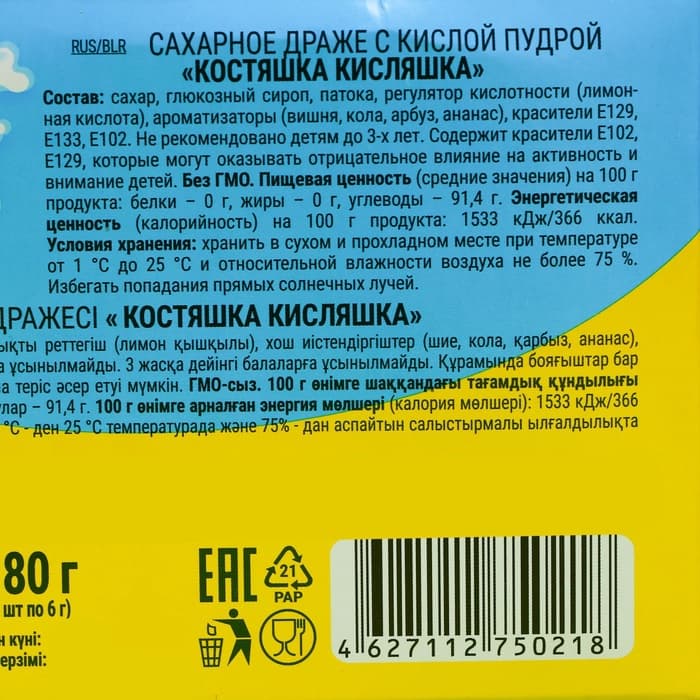 RUS/BLR САХАРНОЕ ДРАЖЕ С КИСЛОЙ ПУДРОЙ
«КОСТЯШКА КИСЛЯШКА»
Состав: сахар, глюкозный сироп, патока, регулятор кислотности (лимон-
ная кислота), ароматизаторы (вишня, кола, арбуз, ананас), красители Е129,
Е133, Е102. Не рекомендовано детям до 3-х лет. Содержит красители Е102,
Е129, которые могут оказывать отрицательное влияние на активность и
внимание детей. Без ГМО. Пищевая ценность (средние значения) на 100 г
продукта: белки – 0 г, жиры – 0 г, углеводы – 91,4 г. Энергетическая
ценность (калорийность) на 100 г продукта: 1533 кДж/366 ккал.
Условия хранения: хранить в сухом и прохладном месте при температуре
от 1 °С до 25 °С и относительной влажности воздуха не более 75 %.
Избегать попадания прямых солнечных лучей.
ДРАЖЕСІ «КОСТЯШКА КИСЛЯШКА»
ықты реттегіш (лимон қышқылы), хош иістендіргіштер (шие, кола, қарбыз, ананас),
а ұсынылмайды. 3 жасқа дейінгі балаларға ұсынылмайды. Құрамында бояғыштар бар
а теріс әсер етуі мүмкін. ГМО-сыз. 100 г өнімге шаққандағы тағамдық құндылығы
улар – 91,4 г. 100 г өнімге арналған энергия мөлшері (калория мөлшері): 1533 кДж/366
°С - ден 25 °С температурада және 75% - дан аспайтын салыстырмалы ылғалдылықта
80 г
шт по 6 г)
н күні:
ерзімі:
EAC
21
PAP
4 627112 750218